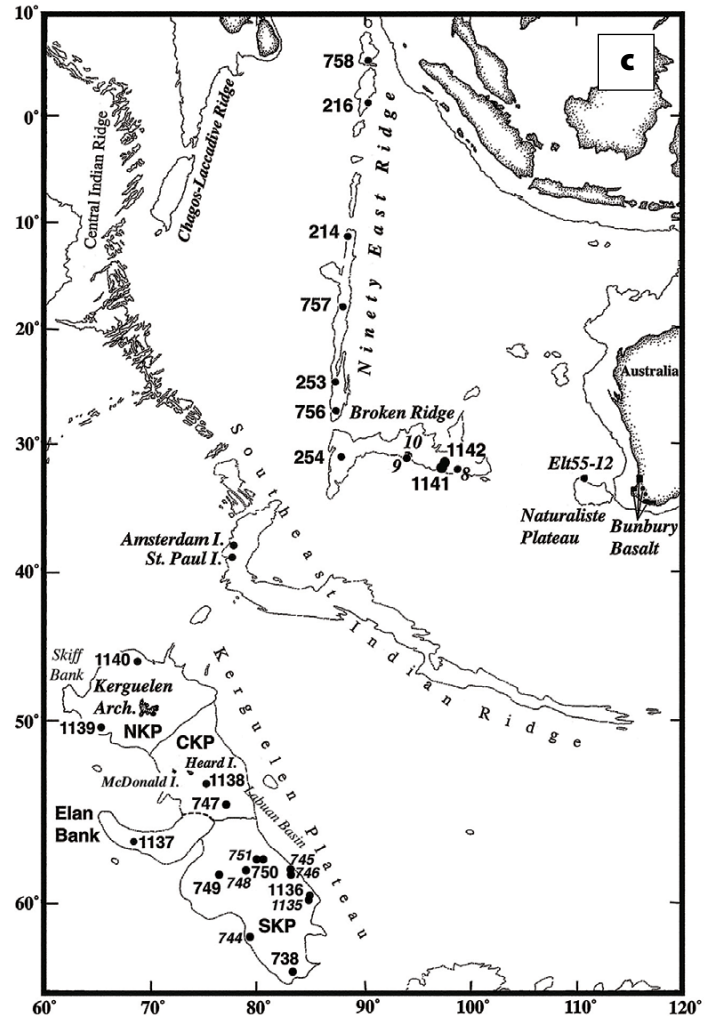 10°
C
758
0°
216
Central Indian Ridge
Chagos-Laccadive Ridge
Ninety East Ridge
10°
214
757
20°
Australia
253
756
Broken Ridge
30°
254
10
9
1142
1141
8
Elt55-12
Naturaliste
Plateau
Bunbury
Basalt
Southeast Indian Ridge
Amsterdam I.
St. Paul I.
40°
Skiff
Bank
1140
Kerguelen
Arch.
1139
NKP
50°
CKP
Heard I.
McDonald I.
1138
747
Kerguelen Plateau
Labuan Basin
Elan
Bank
1137
751
750
745
746
749
748
1136
1135
SKP
60°
744
738
60°
70°
80°
90°
100°
110°
120°